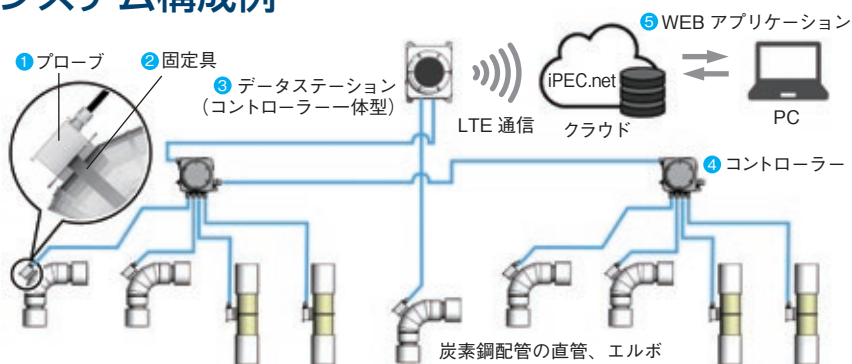 システム構成例
❶プローブ
❷固定具
❸データステーション
(コントローラー一体型)
LTE 通信
iPEC.net
クラウド
❺WEB アプリケーション
PC
❹コントローラー
炭素鋼配管の直管、エルボ